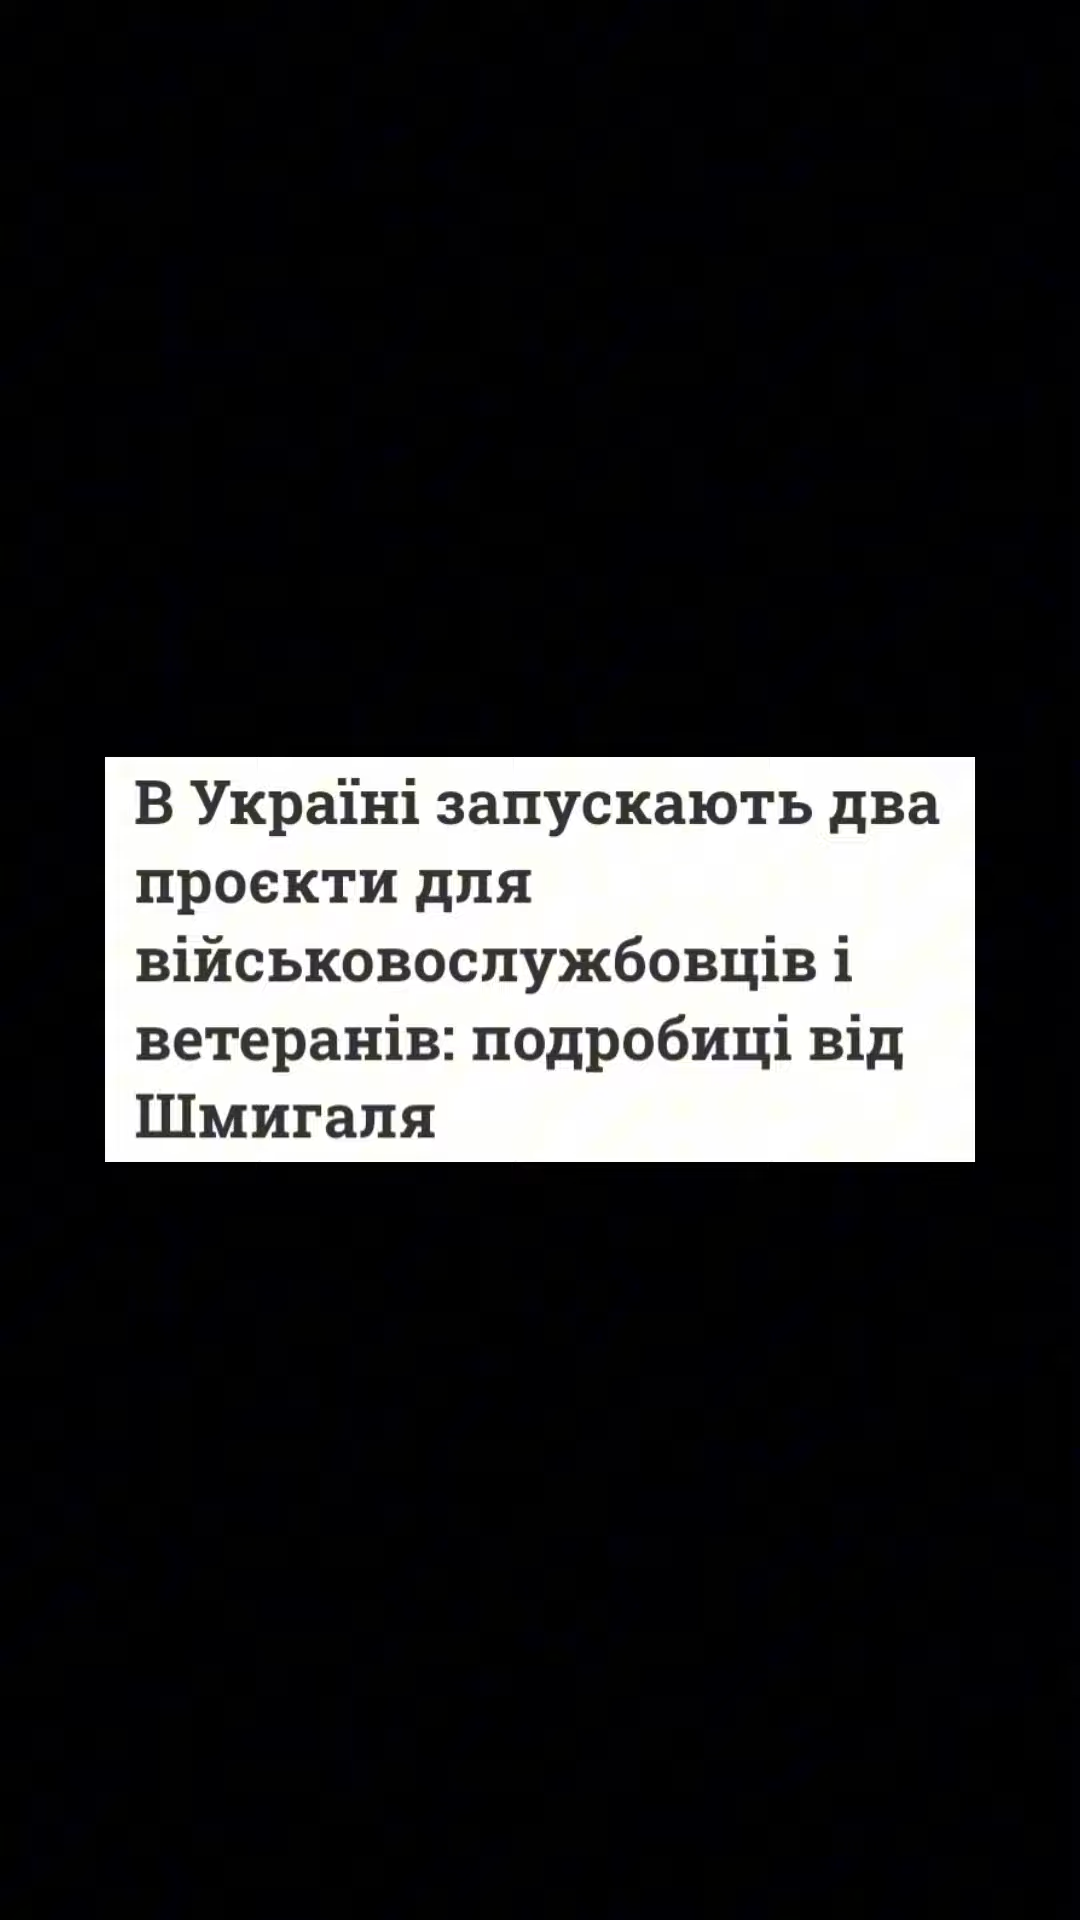 В Україні запускають два
проєкти для
військовослужбовців і
ветеранів: подробиці від
Шмигаля